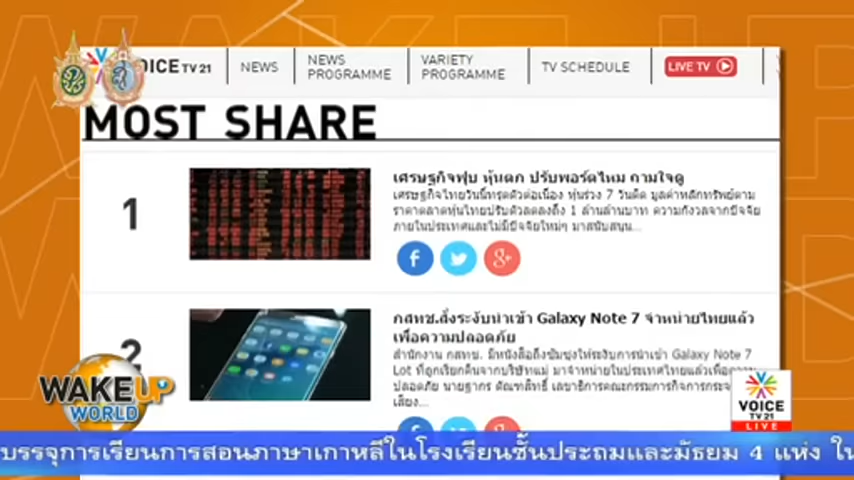 VOICE TV 21
NEWS
NEWS
PROGRAMME
VARIETY
PROGRAMME
TV SCHEDULE
LIVE TV
MOST SHARE
1
เศรษฐกิจฟุบ หุ้นตก ปรับพอร์ตไหม ถามใจดู
เศรษฐกิจไทยวันนี้ทรุดตัวต่อเนื่อง หุ้นร่วง 7 วันติด มูลค่าหลักทรัพย์ตาม
ราคาตลาดหุ้นไทยปรับตัวลดลงถึง 1 ล้านล้านบาท ความกังวลจากปัจจัย
ภายในประเทศและไม่มีปัจจัยใหม่ๆ มาสนับสนุน...
2
กสทช.สั่งระงับนำเข้า Galaxy Note 7 จำหน่ายไทยแล้ว
เพื่อความปลอดภัย
สำนักงาน กสทช. มีหนังสือถึงซัมซุงให้ระงับการนำเข้า Galaxy Note 7
Lot ที่ถูกเรียกคืนจากบริษัทแม่ มาจำหน่ายในประเทศไทยแล้วเพื่อความ
ปลอดภัย นายฐากร ตัณฑสิทธิ์ เลขาธิการคณะกรรมการกิจการกระจาย
เสียง...
WAKE UP
WORLD
VOICE
TV 21
LIVE
บรรจุการเรียนการสอนภาษาเกาหลีในโรงเรียนชั้นประถมและมัธยม 4 แห่ง ใน